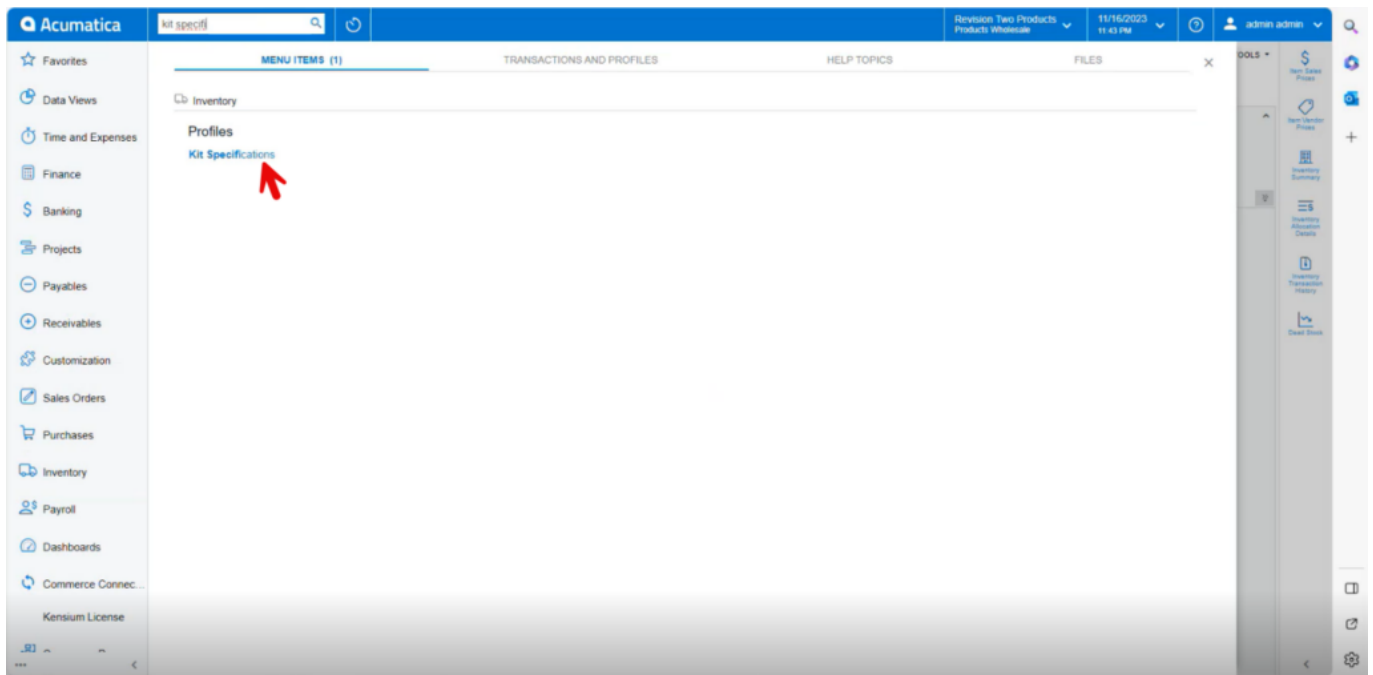 Acumatica
kit specifi
Revision Two Products
Products Wholesale
11/16/2023
11:43 PM
admin admin
Favorites
Data Views
Time and Expenses
Finance
Banking
Projects
Payables
Receivables
Customization
Sales Orders
Purchases
Inventory
Payroll
Dashboards
Commerce Connec...
Kensium License
MENU ITEMS (1)
TRANSACTIONS AND PROFILES
HELP TOPICS
FILES
Inventory
Profiles
Kit Specifications
OOLS
Item Sales
Prices
Item Vendor
Prices
Inventory
Summary
Inventory
Allocation
Details
Inventory
Transaction
History
Dead Stock